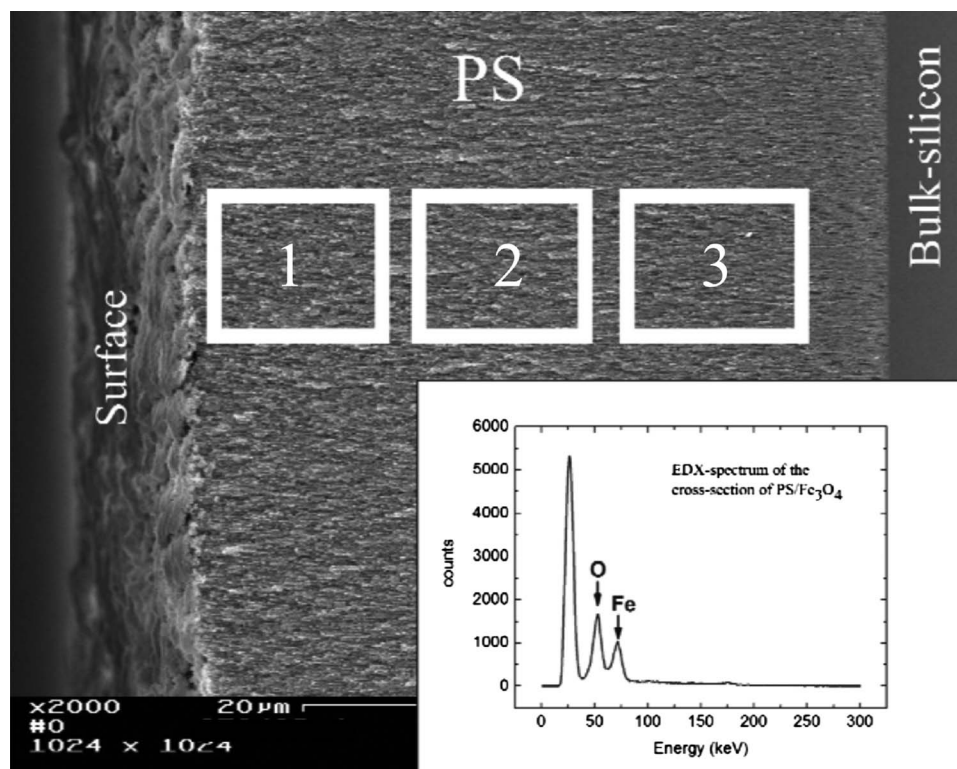 PS
Bulk-silicon
1
2
3
Surface
x2000
20µm
#0
1024 x 1024
6000
5000
4000
3000
2000
1000
0
counts
EDX-spectrum of the
cross-section of PS/Fe3O4
O
Fe
0 50 100 150 200 250 300
Energy (keV)